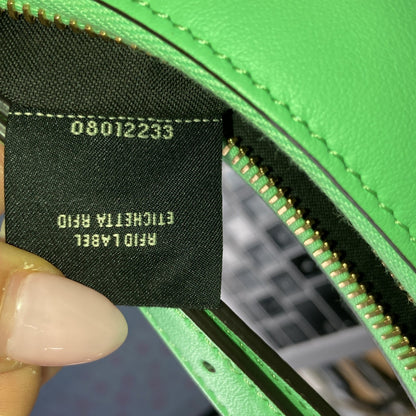 08012233
RFID LABEL
ETICHETTA RFID